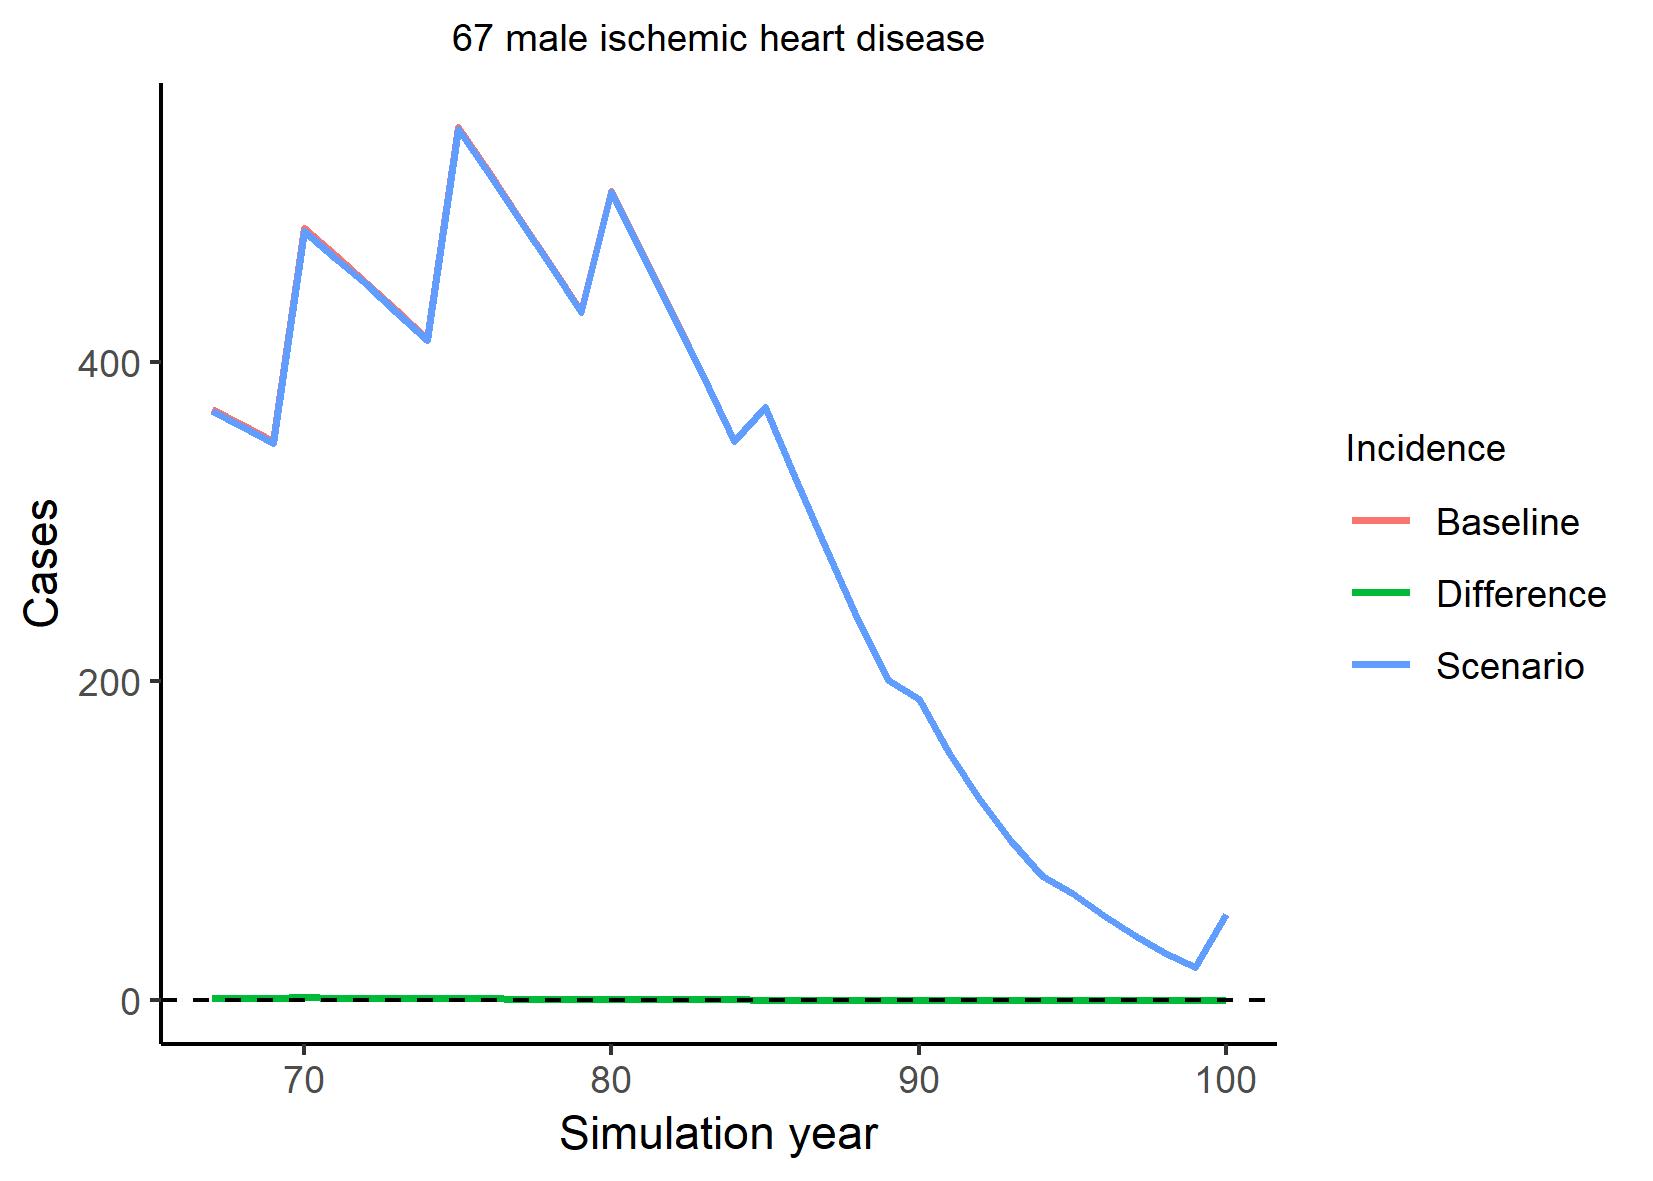 67 male ischemic heart disease
Cases
400
200
0
70 80 90 100
Simulation year
Incidence
Baseline
Difference
Scenario